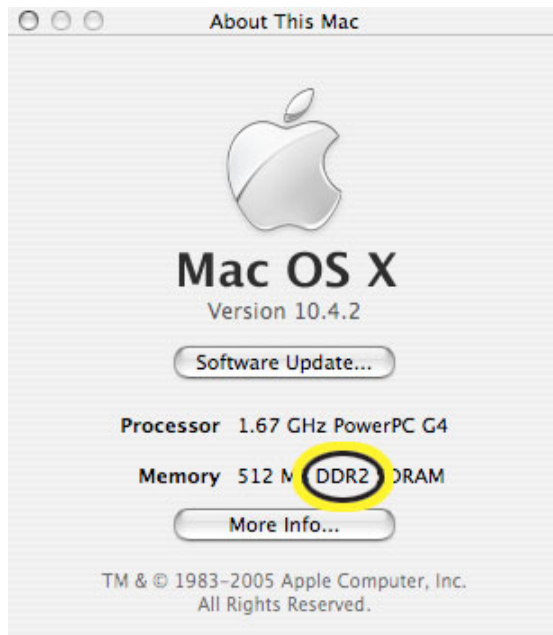 About This Mac
Mac OS X
Version 10.4.2
Software Update...
Processor 1.67 GHz PowerPC G4
Memory 512 M DDR2 DRAM
More Info...
TM & © 1983-2005 Apple Computer, Inc.
All Rights Reserved.